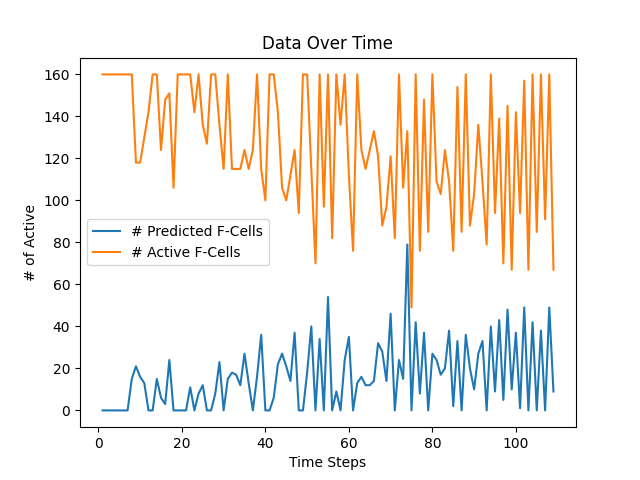 Data Over Time
# of Active
160
140
120
100
80
60
40
20
0
# Predicted F-Cells
# Active F-Cells
0 20 40 60 80 100
Time Steps